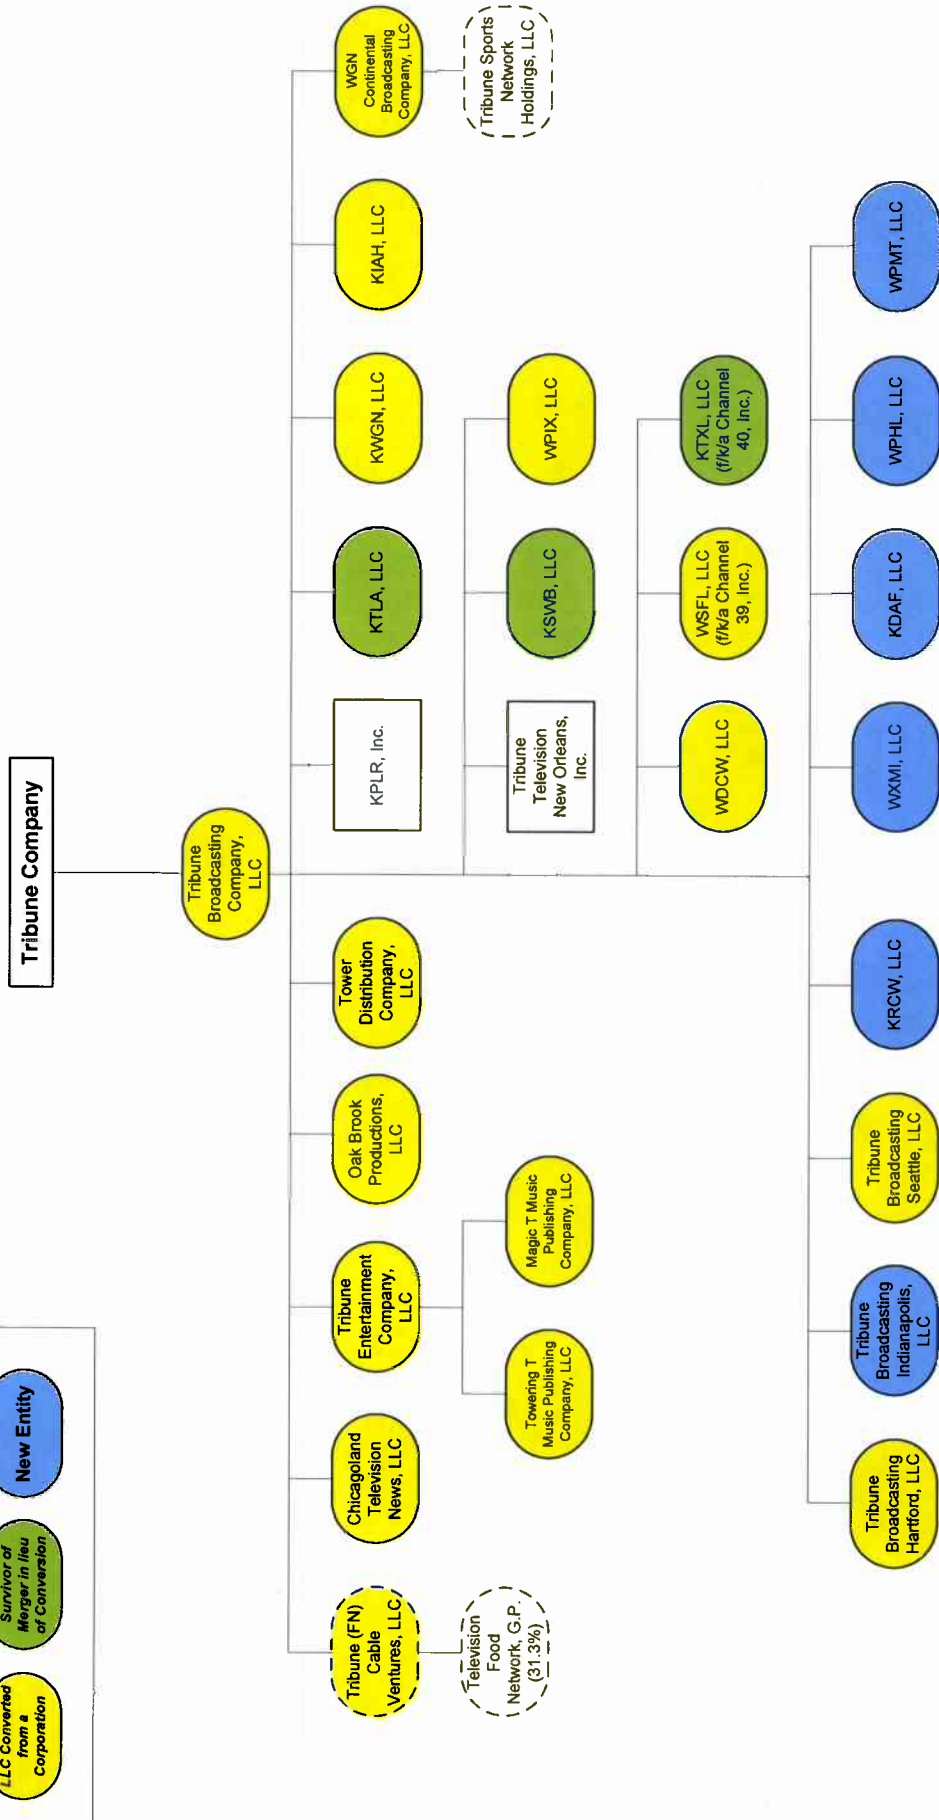 LLC Converted
from a
Corporation
Survivor of
Merger in lieu
of Conversion
New Entity
Tribune Company
Tribune
Broadcasting
Company,
LLC
Tribune (FN)
Cable
Ventures, LLC
Chicagoland
Television
News, LLC
Tribune
Entertainment
Company,
LLC
Oak Brook
Productions,
LLC
Tower
Distribution
Company,
LLC
KPLR, Inc.
KTLA, LLC
KWGN, LLC
KIAH, LLC
WGN
Continental
Broadcasting
Company, LLC
Television
Food
Network, G.P.
(31.3%)
Towering T
Music Publishing
Company, LLC
Magic T Music
Publishing
Company, LLC
Tribune
Television
New Orleans,
Inc.
KSWB, LLC
WPIX, LLC
Tribune Sports
Network
Holdings, LLC
WDCW, LLC
WSFL, LLC
(f/k/a Channel
39, Inc.)
KTXL, LLC
(f/k/a Channel
40, Inc.)
Tribune
Broadcasting
Hartford, LLC
Tribune
Broadcasting
Indianapolis,
LLC
Tribune
Broadcasting
Seattle, LLC
KRCW, LLC
WXMI, LLC
KDAF, LLC
WPHL, LLC
WPMT, LLC